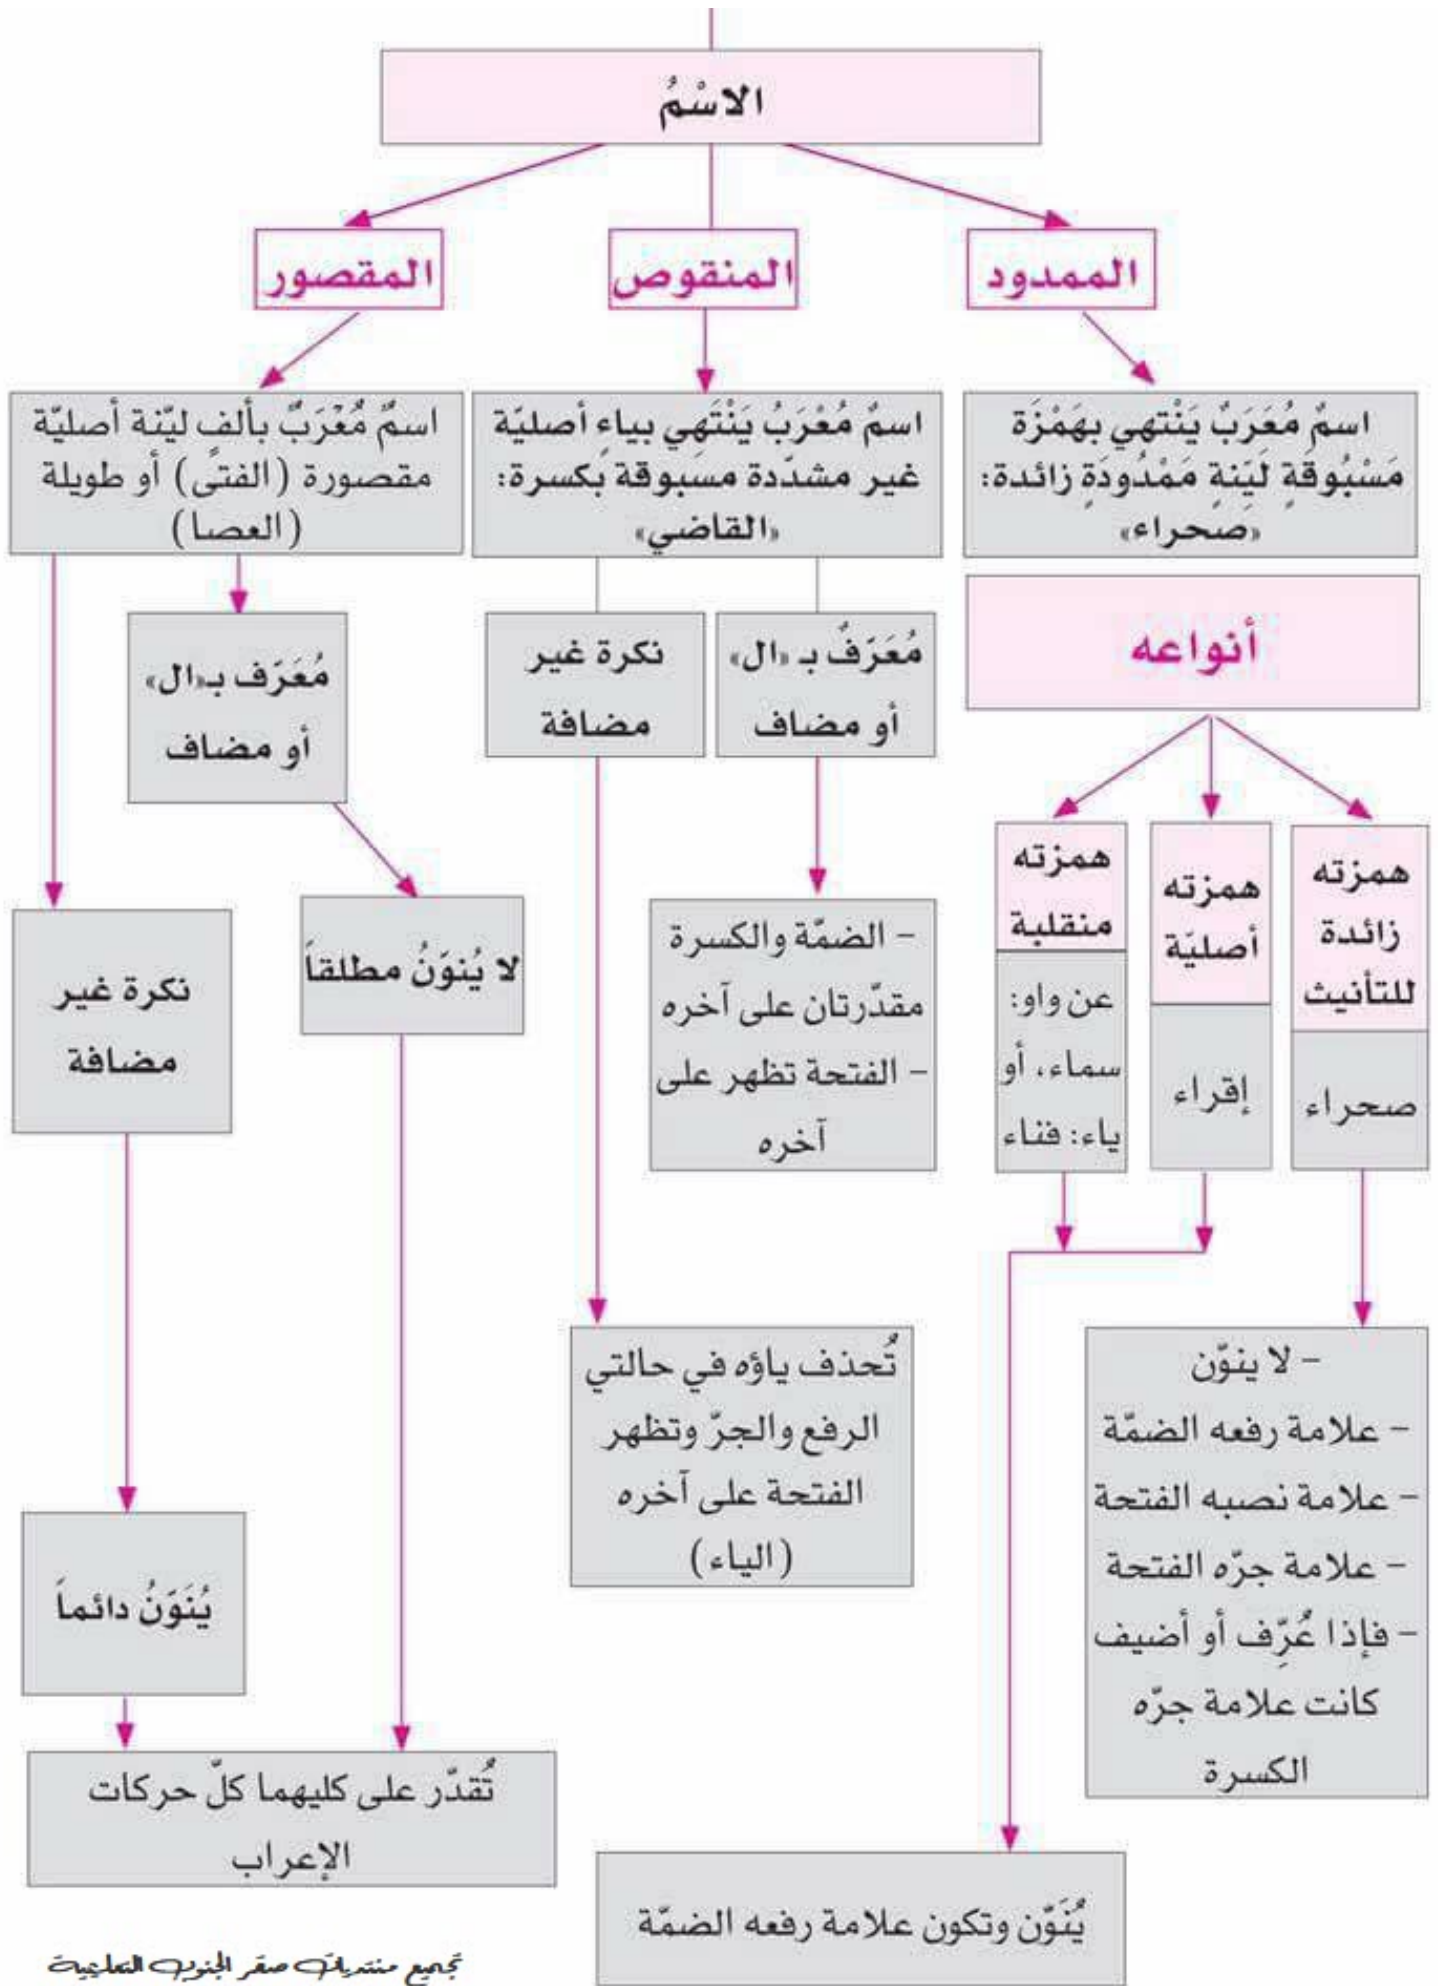 الاسْمُ
الممدود
المنقوص
المقصور
اسمٌ مُعَرَبٌ يَنْتهي بهَمْزَة
مَسْبُوقَةٍ لَيَنةٍ مَمْدُودَةٍ زائدة:
«صحراء»
اسمٌ مُعْرَبُ يَنْتَهِي بياءٍ أصليّة
غير مشدّدة مسبوقة بكسرة:
«القاضي»
اسمٌ مُعْرَبٌ بألفٍ ليّنة أصليّة
مقصورة (الفتىً) أو طويلة
(العصا)
أنواعه
مُعَرّفٌ بـ «ال»
أو مضاف
نكرة غير
مضافة
مُعَرّف بـ«ال»
أو مضاف
همزته
زائدة
للتأنيث
صحراء
همزته
أصليّة
إقراء
همزته
منقلبة
عن واو:
سماء، أو
ياء: فناء
– الضمّة والكسرة
مقدّرتان على آخره
– الفتحة تظهر على
آخره
لا يُنوّنُ مطلقاً
نكرة غير
مضافة
– لا ينوّن
– علامة رفعه الضمّة
– علامة نصبه الفتحة
– علامة جرّه الفتحة
– فإذا عُرِّف أو أضيف
كانت علامة جرّه
الكسرة
تُحذف ياؤه في حالتي
الرفع والجرّ وتظهر
الفتحة على آخره
(الياء)
يُنَوّنُ دائماً
تُقدّر على كليهما كلّ حركات
الإعراب
يُنَوّن وتكون علامة رفعه الضمّة
تجميع منتديات صقر الجنوب التعليمية